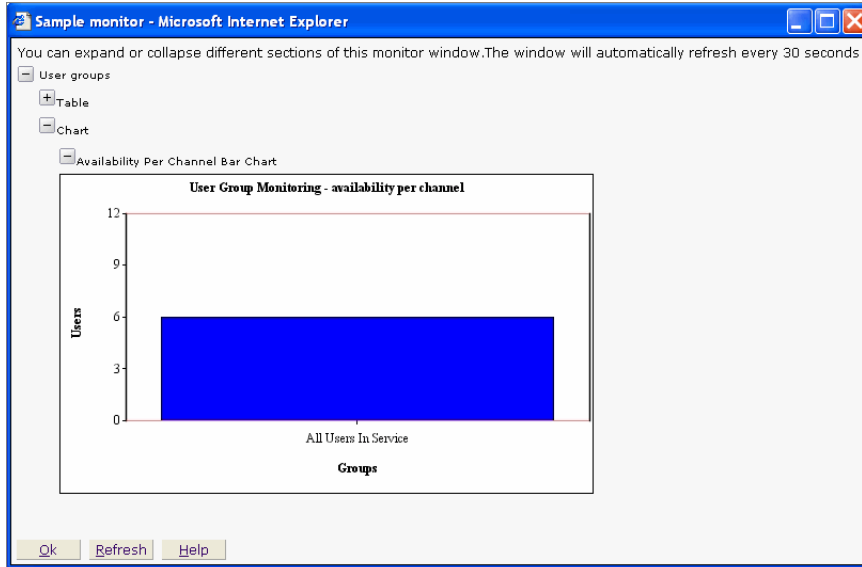 Sample monitor - Microsoft Internet Explorer
You can expand or collapse different sections of this monitor window.The window will automatically refresh every 30 seconds
User groups
Table
Chart
Availability Per Channel Bar Chart
User Group Monitoring - availability per channel
12
9
6
3
0
Users
All Users In Service
Groups
Ok Refresh Help